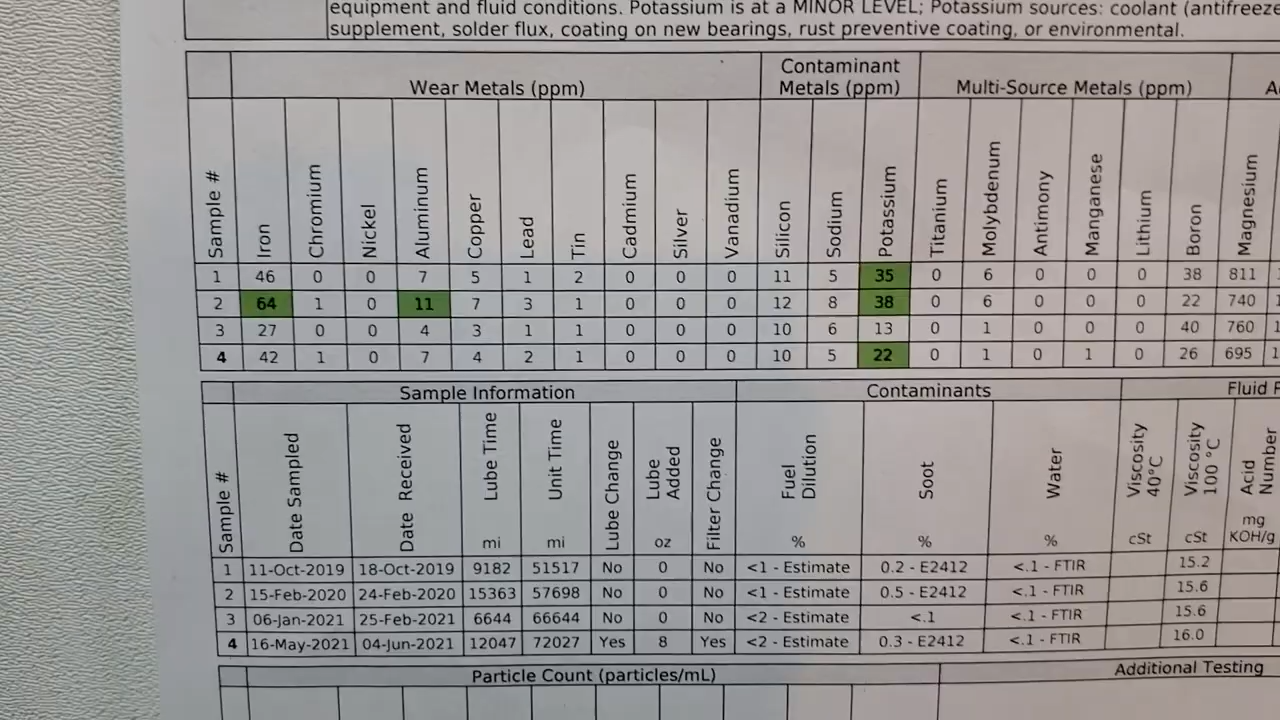 equipment and fluid conditions. Potassium is at a MINOR LEVEL; Potassium sources: coolant (antifreeze
supplement, solder flux, coating on new bearings, rust preventive coating, or environmental.
Wear Metals (ppm) Contaminant Metals (ppm) Multi-Source Metals (ppm)
Sample # Iron Chromium Nickel Aluminum Copper Lead Tin Cadmium Silver Vanadium Silicon Sodium Potassium Titanium Molybdenum Antimony Manganese Lithium Boron Magnesium
1 46 0 0 7 5 1 2 0 0 0 11 5 35 0 6 0 0 0 38 811
2 64 1 0 11 7 3 1 0 0 0 12 8 38 0 6 0 0 0 22 740
3 27 0 0 4 3 1 1 0 0 0 10 6 13 0 1 0 0 0 40 760
4 42 1 0 7 4 2 1 0 0 0 10 5 22 0 1 0 1 0 26 695
Sample Information Contaminants Fluid
Sample # Date Sampled Date Received Lube Time Unit Time Lube Change Lube Added Filter Change Fuel Dilution Soot Water Viscosity 40°C Viscosity 100 °C Acid Number
mi mi oz % % % cSt cSt mg KOH/g
1 11-Oct-2019 18-Oct-2019 9182 51517 No 0 No <1 - Estimate 0.2 - E2412 <.1 - FTIR 15.2
2 15-Feb-2020 24-Feb-2020 15363 57698 No 0 No <1 - Estimate 0.5 - E2412 <.1 - FTIR 15.6
3 06-Jan-2021 25-Feb-2021 6644 66644 No 0 No <2 - Estimate <.1 <.1 - FTIR 15.6
4 16-May-2021 04-Jun-2021 12047 72027 Yes 8 Yes <2 - Estimate 0.3 - E2412 <.1 - FTIR 16.0
Particle Count (particles/mL) Additional Testing